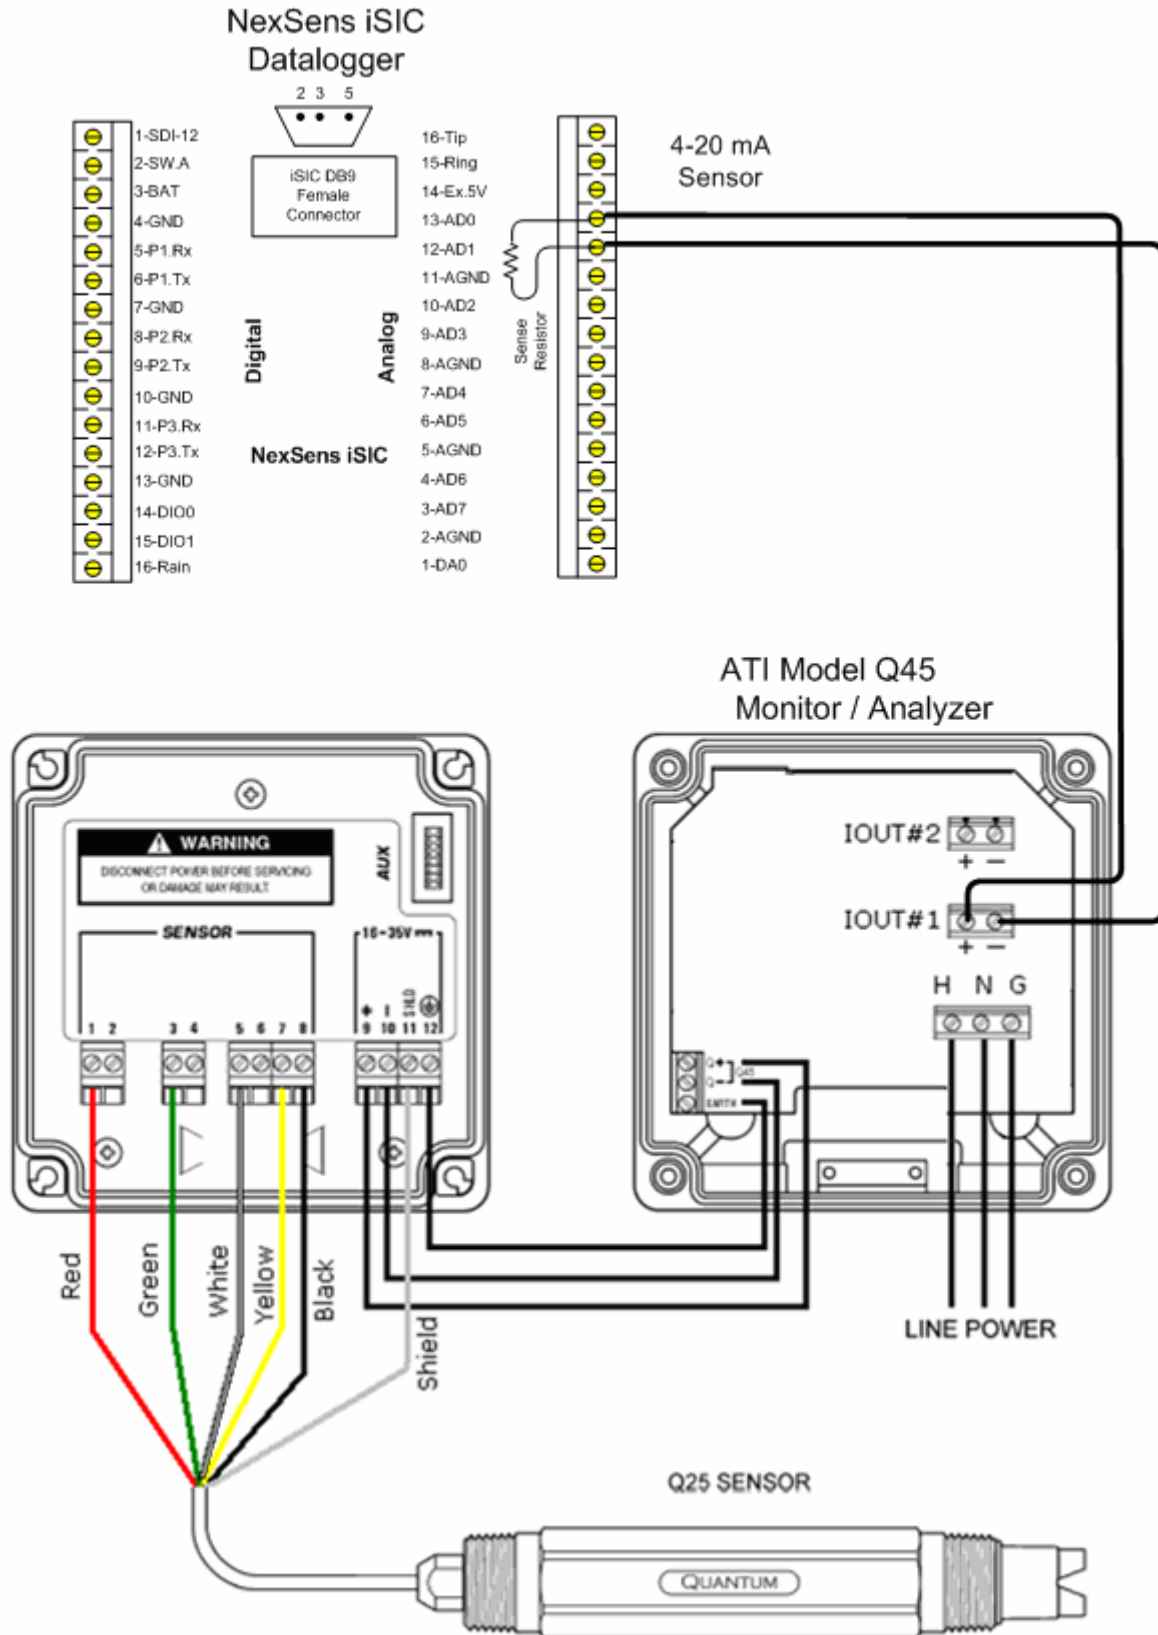 NexSens iSIC
Datalogger
2 3 5
iSIC DB9
Female
Connector
1-SDI-12
2-SW.A
3-BAT
4-GND
5-P1.Rx
6-P1.Tx
7-GND
8-P2.Rx
9-P2.Tx
10-GND
11-P3.Rx
12-P3.Tx
13-GND
14-DIO0
15-DIO1
16-Rain
Digital
Analog
NexSens iSIC
16-Tip
15-Ring
14-Ex.5V
13-AD0
12-AD1
11-AGND
10-AD2
9-AD3
8-AGND
7-AD4
6-AD5
5-AGND
4-AD6
3-AD7
2-AGND
1-DA0
Sense
Resistor
4-20 mA
Sensor
ATI Model Q45
Monitor / Analyzer
WARNING
DISCONNECT POWER BEFORE SERVICING
OR DAMAGE MAY RESULT.
AUX
SENSOR
16-35V
+ - SHLD
1 2 3 4 5 6 7 8 9 10 11 12
IOUT#2
+ −
IOUT#1
+ −
H N G
Q+
Q-
Q45
EARTH
Red
Green
White
Yellow
Black
Shield
LINE POWER
Q25 SENSOR
QUANTUM